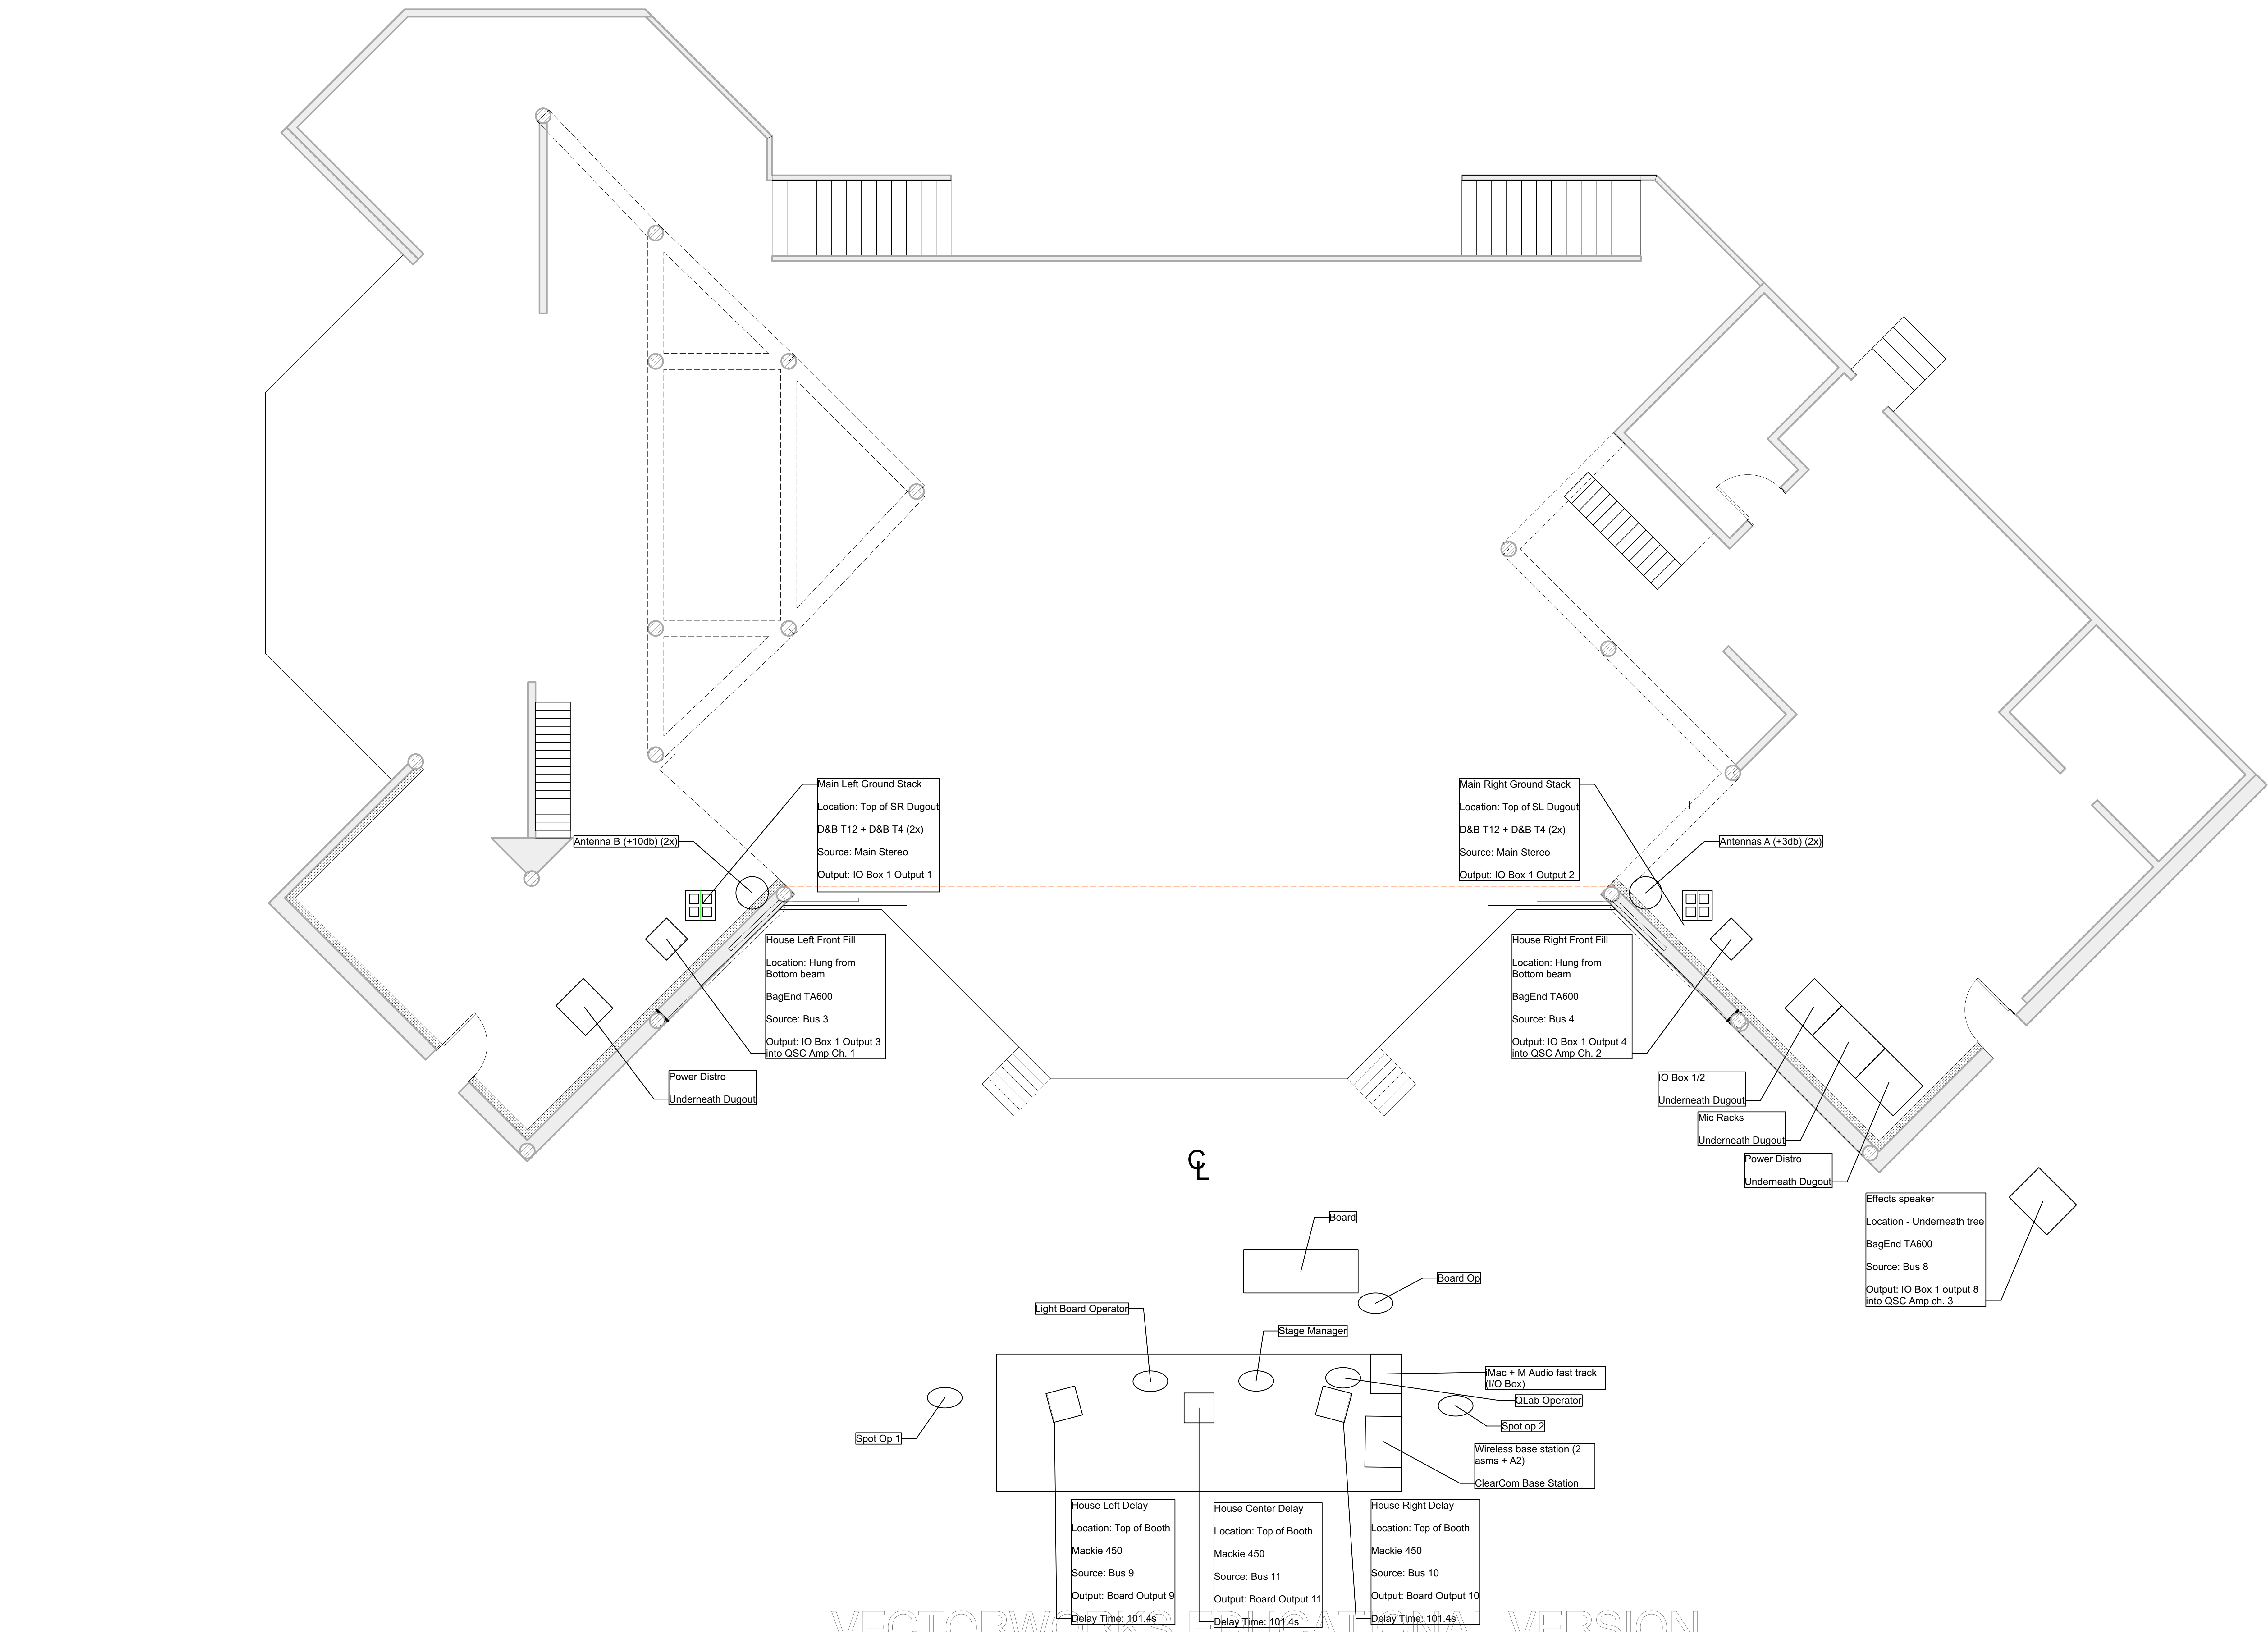 Main Left Ground Stack
Location: Top of SR Dugout
D&B T12 + D&B T4 (2x)
Source: Main Stereo
Output: IO Box 1 Output 1
Main Right Ground Stack
Location: Top of SL Dugout
D&B T12 + D&B T4 (2x)
Source: Main Stereo
Output: IO Box 1 Output 2
Antenna B (+10db) (2x)
Antennas A (+3db) (2x)
House Left Front Fill
Location: Hung from
Bottom beam
BagEnd TA600
Source: Bus 3
Output: IO Box 1 Output 3
into QSC Amp Ch. 1
House Right Front Fill
Location: Hung from
Bottom beam
BagEnd TA600
Source: Bus 4
Output: IO Box 1 Output 4
into QSC Amp Ch. 2
Power Distro
Underneath Dugout
IO Box 1/2
Underneath Dugout
Mic Racks
Underneath Dugout
Power Distro
Underneath Dugout
CL
Effects speaker
Location - Underneath tree
BagEnd TA600
Source: Bus 8
Output: IO Box 1 output 8
into QSC Amp ch. 3
Board
Board Op
Light Board Operator
Stage Manager
iMac + M Audio fast track
(I/O Box)
QLab Operator
Spot op 2
Spot Op 1
Wireless base station (2
asms + A2)
ClearCom Base Station
House Left Delay
Location: Top of Booth
Mackie 450
Source: Bus 9
Output: Board Output 9
Delay Time: 101.4s
House Center Delay
Location: Top of Booth
Mackie 450
Source: Bus 11
Output: Board Output 11
Delay Time: 101.4s
House Right Delay
Location: Top of Booth
Mackie 450
Source: Bus 10
Output: Board Output 10
Delay Time: 101.4s
VECTORWORKS EDUCATIONAL VERSION